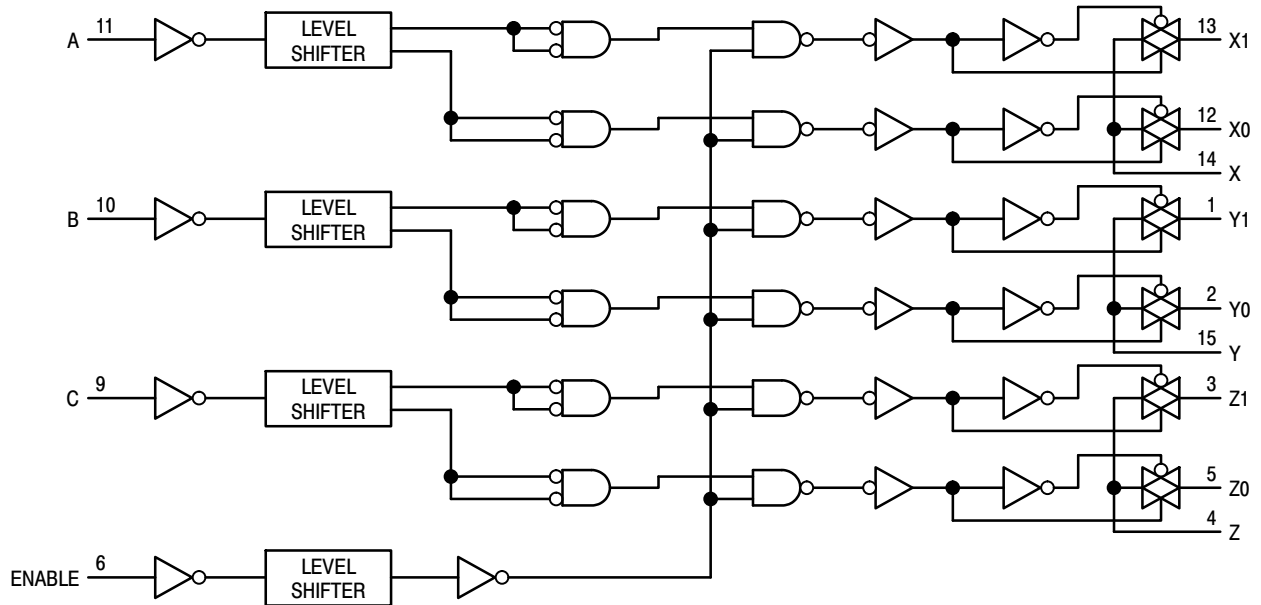 A 11 LEVEL SHIFTER 13 X1
12 X0
14 X
B 10 LEVEL SHIFTER 1 Y1
2 Y0
15 Y
C 9 LEVEL SHIFTER 3 Z1
5 Z0
4 Z
ENABLE 6 LEVEL SHIFTER